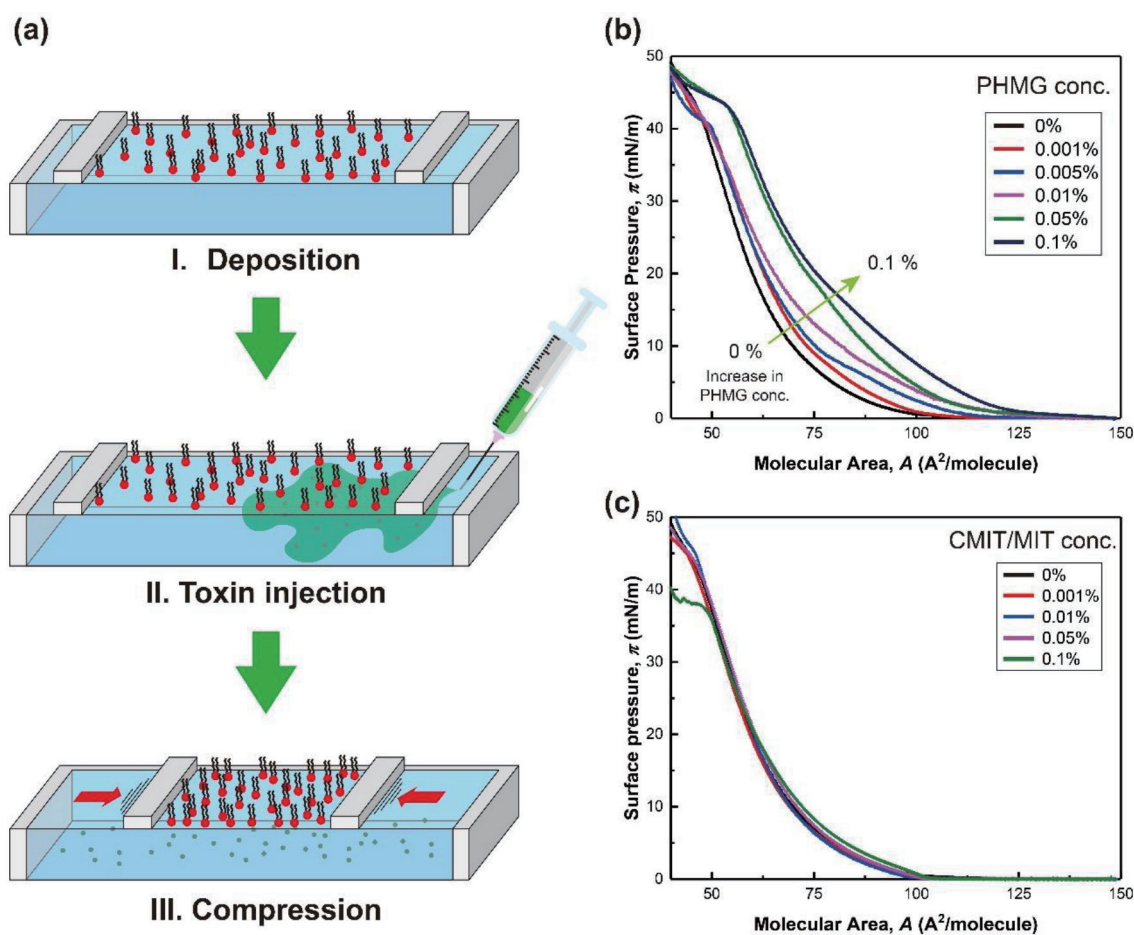 (a)
I. Deposition
II. Toxin injection
III. Compression
(b)
50
40
30
20
10
0
Surface Pressure, π (mN/m)
PHMG conc.
0%
0.001%
0.005%
0.01%
0.05%
0.1%
0.1 %
0 %
Increase in
PHMG conc.
50
75
100
125
150
Molecular Area, A (A²/molecule)
(c)
50
40
30
20
10
0
Surface pressure, π (mN/m)
CMIT/MIT conc.
0%
0.001%
0.01%
0.05%
0.1%
50
75
100
125
150
Molecular Area, A (A²/molecule)